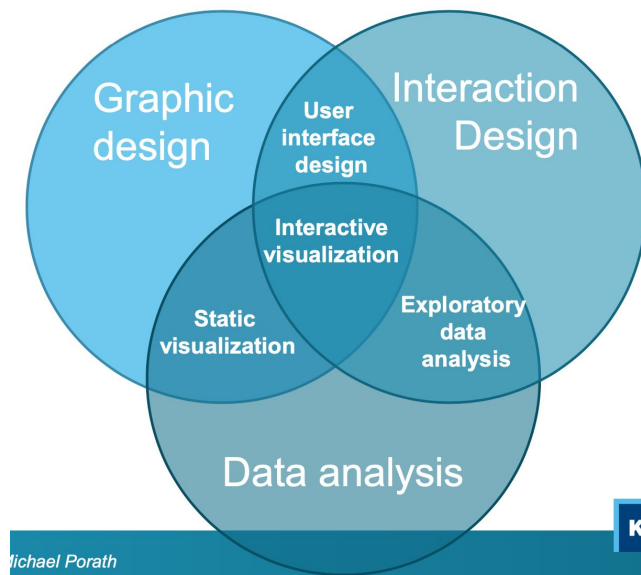 Graphic
design
Interaction
Design
User
interface
design
Interactive
visualization
Static
visualization
Exploratory
data
analysis
Data analysis
Michael Porath
K